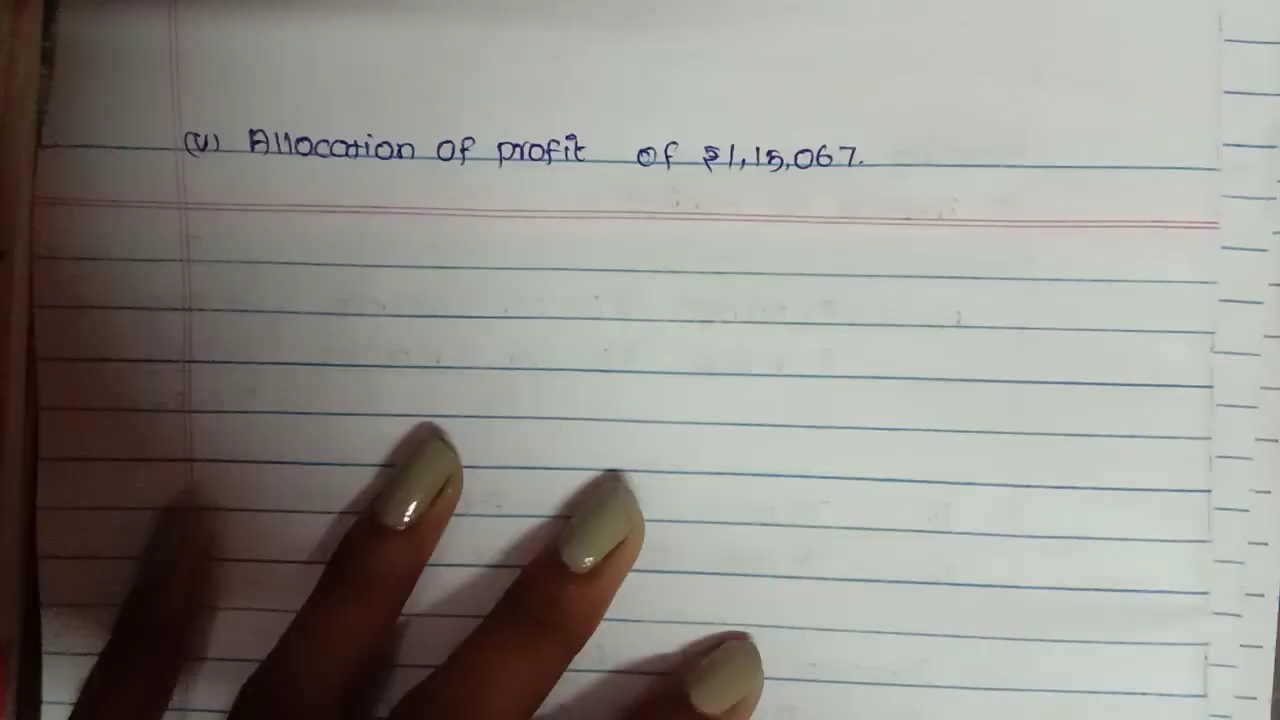 (V) Allocation of profit of ₹1,15,067.